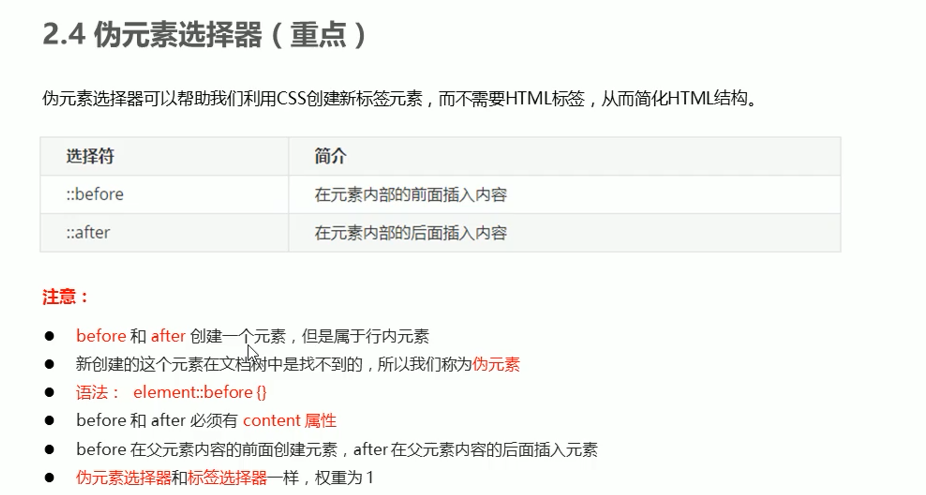 2.4 伪元素选择器（重点）
伪元素选择器可以帮助我们利用CSS创建新标签元素，而不需要HTML标签，从而简化HTML结构。
选择符 简介
::before 在元素内部的前面插入内容
::after 在元素内部的后面插入内容
注意：
● before 和 after 创建一个元素，但是属于行内元素
● 新创建的这个元素在文档树中是找不到的，所以我们称为伪元素
● 语法： element::before {}
● before 和 after 必须有 content 属性
● before 在父元素内容的前面创建元素，after 在父元素内容的后面插入元素
● 伪元素选择器和标签选择器一样，权重为 1